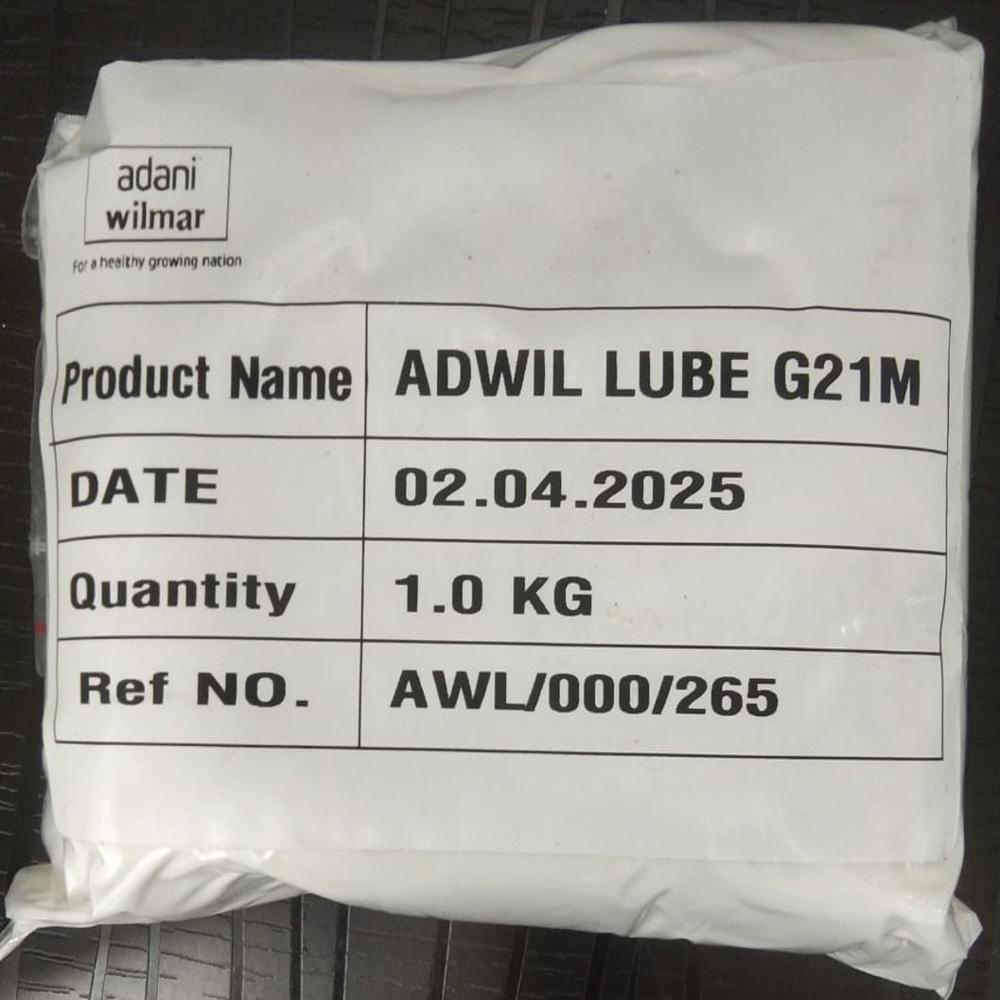 adani
wilmar
For a healthy growing nation
Product Name ADWIL LUBE G21M
DATE 02.04.2025
Quantity 1.0 KG
Ref NO. AWL/000/265